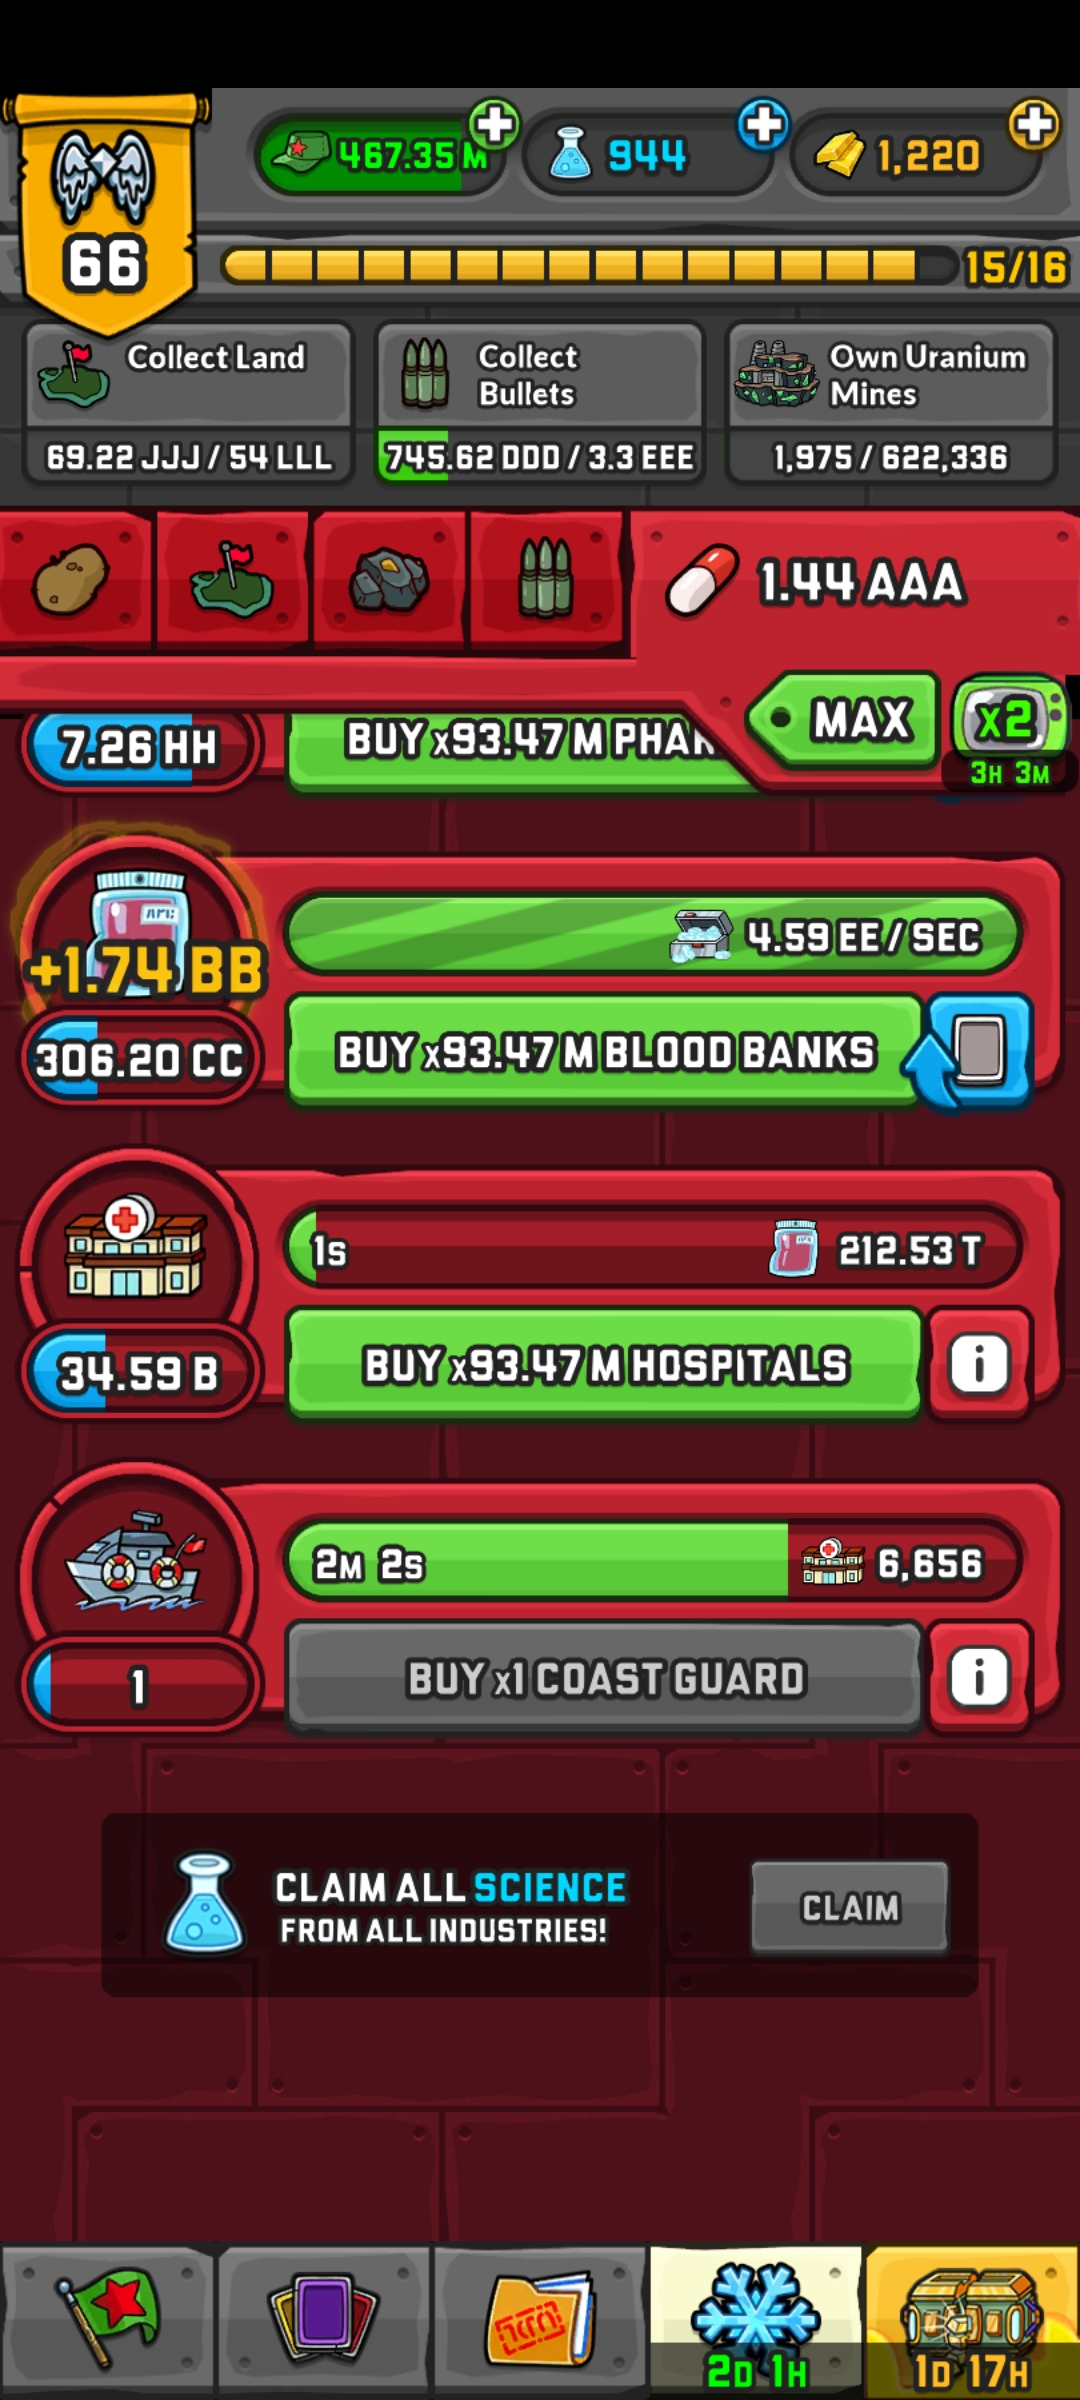 467.35 M
944
1,220
66
15/16
Collect Land
69.22 JJJ / 54 LLL
Collect
Bullets
745.62 DDD / 3.3 EEE
Own Uranium
Mines
1,975 / 622,336
1.44 AAA
MAX
x2
3H 3M
7.26 HH
BUY x93.47 M PHAR
+1.74 BB
4.59 EE / SEC
306.20 CC
BUY x93.47 M BLOOD BANKS
1S
212.53 T
34.59 B
BUY x93.47 M HOSPITALS
i
2M 2S
6,656
1
BUY x1 COAST GUARD
i
CLAIM ALL SCIENCE
FROM ALL INDUSTRIES!
CLAIM
2D 1H
1D 17H